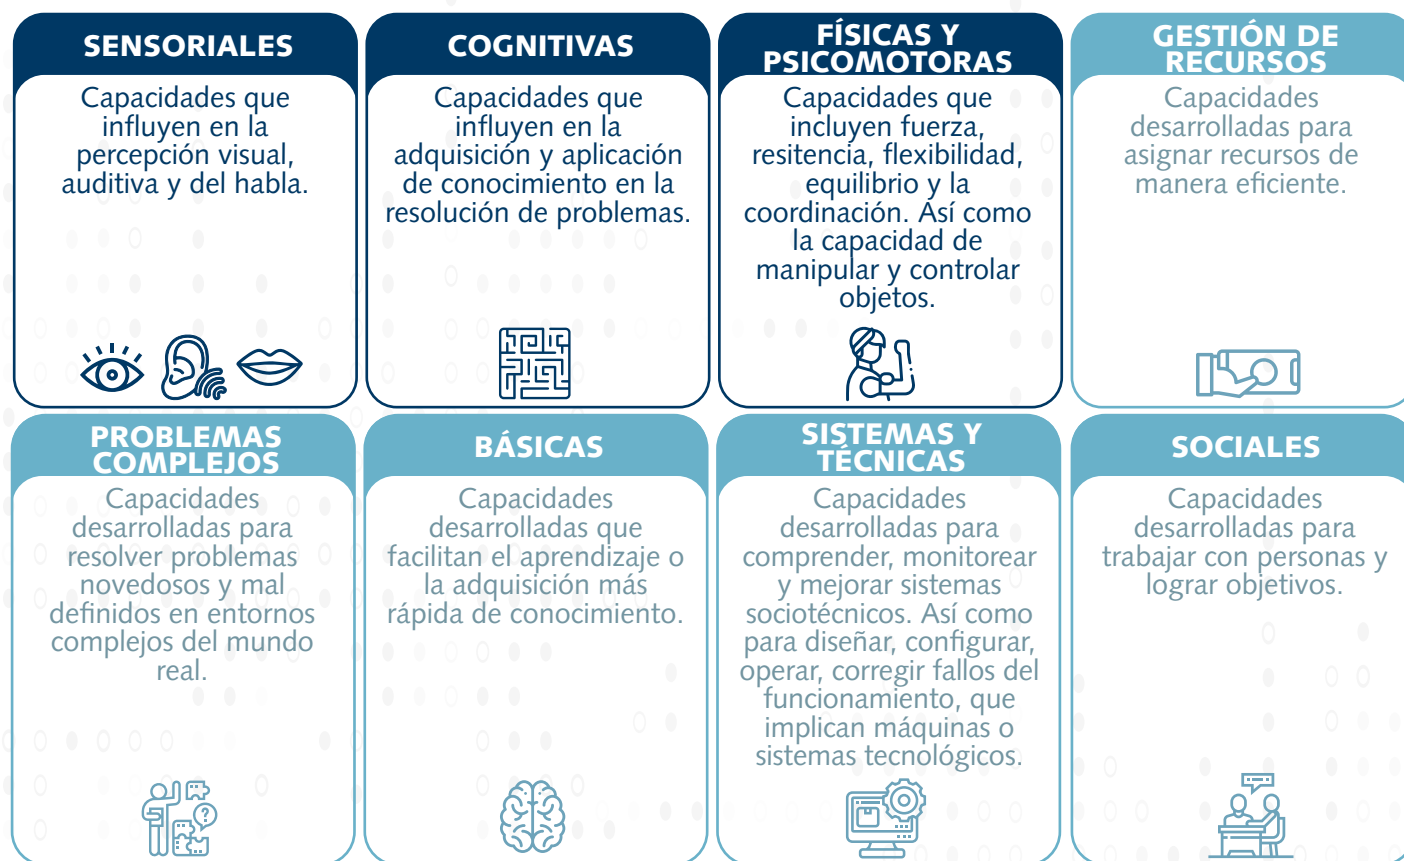 SENSORIALES
Capacidades que
influyen en la
percepción visual,
auditiva y del habla.
COGNITIVAS
Capacidades que
influyen en la
adquisición y aplicación
de conocimiento en la
resolución de problemas.
FÍSICAS Y
PSICOMOTORAS
Capacidades que
incluyen fuerza,
resitencia, flexibilidad,
equilibrio y la
coordinación. Así como
la capacidad de
manipular y controlar
objetos.
GESTIÓN DE
RECURSOS
Capacidades
desarrolladas para
asignar recursos de
manera eficiente.
PROBLEMAS
COMPLEJOS
Capacidades
desarrolladas para
resolver problemas
novedosos y mal
definidos en entornos
complejos del mundo
real.
BÁSICAS
Capacidades
desarrolladas que
facilitan el aprendizaje o
la adquisición más
rápida de conocimiento.
SISTEMAS Y
TÉCNICAS
Capacidades
desarrolladas para
comprender, monitorear
y mejorar sistemas
sociotécnicos. Así como
para diseñar, configurar,
operar, corregir fallos del
funcionamiento, que
implican máquinas o
sistemas tecnológicos.
SOCIALES
Capacidades
desarrolladas para
trabajar con personas y
lograr objetivos.